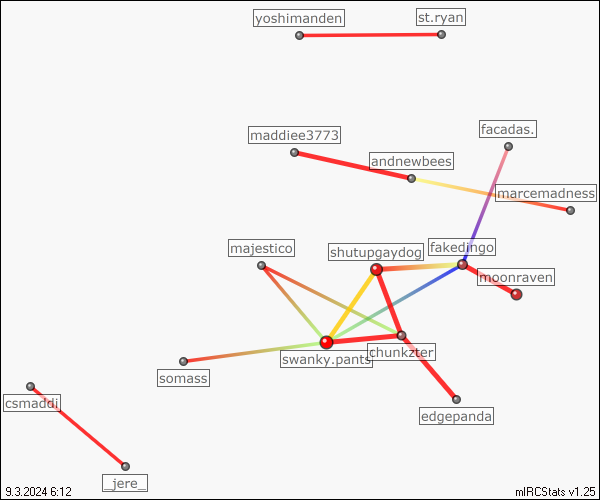 yoshimanden
st.ryan
facadas.
maddiee3773
andnewbees
marcemadness
majestico
shutupgaydog
fakedingo
moonraven
swanky.pants
chunkzter
somass
edgepanda
csmaddi
_jere_
9.3.2024 6:12
mIRCStats v1.25